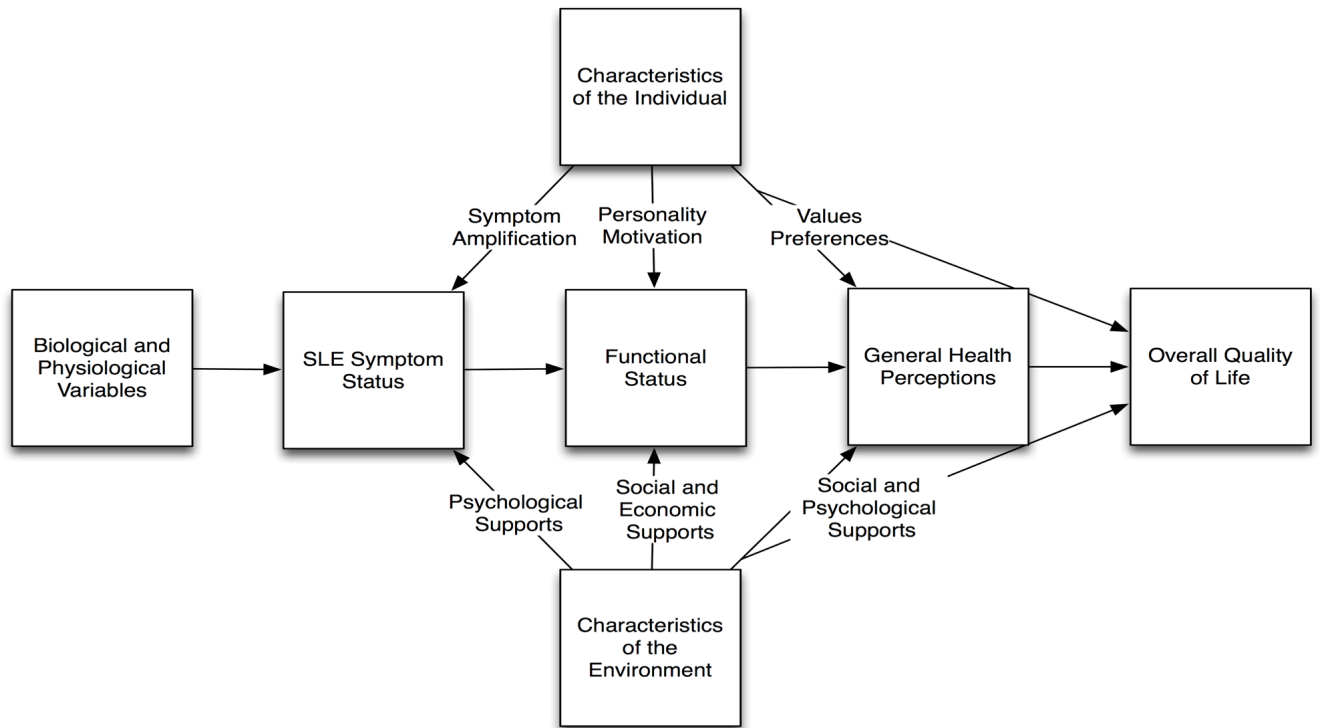 Characteristics
of the Individual
Symptom
Amplification
Personality
Motivation
Values
Preferences
Biological and
Physiological
Variables
SLE Symptom
Status
Functional
Status
General Health
Perceptions
Overall Quality
of Life
Psychological
Supports
Social and
Economic
Supports
Social and
Psychological
Supports
Characteristics
of the
Environment